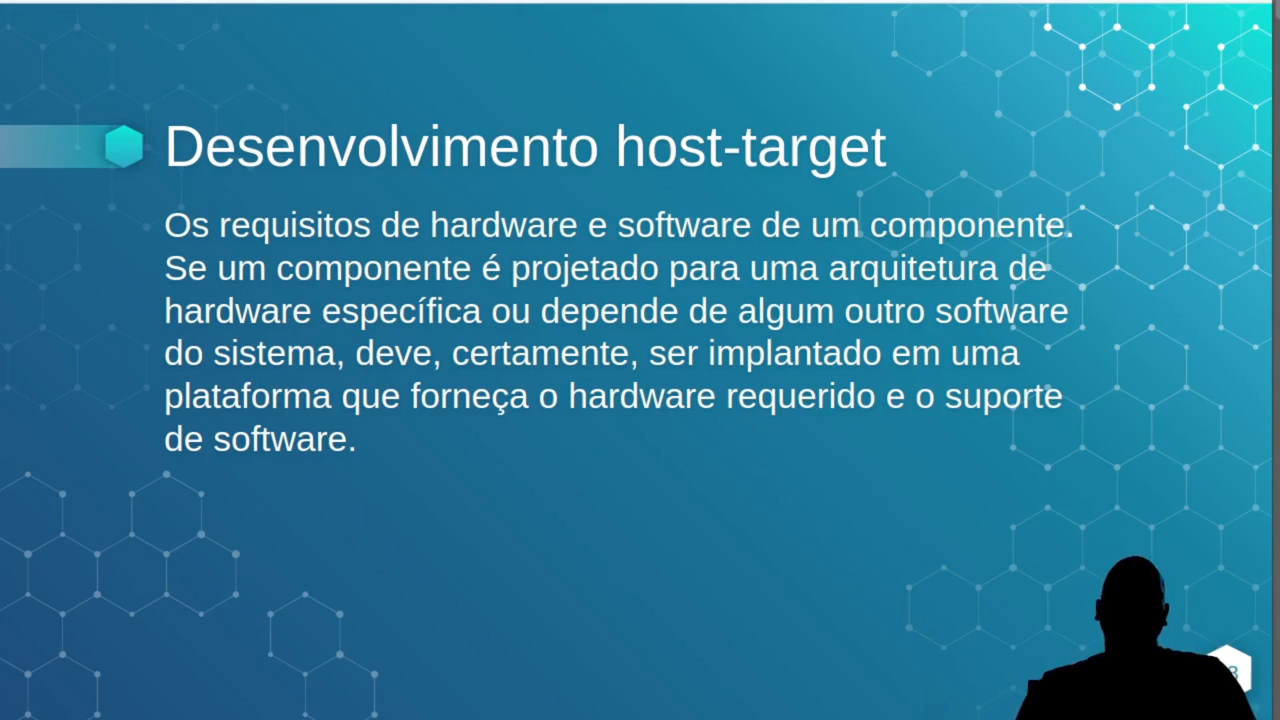 Desenvolvimento host-target
Os requisitos de hardware e software de um componente.
Se um componente é projetado para uma arquitetura de
hardware específica ou depende de algum outro software
do sistema, deve, certamente, ser implantado em uma
plataforma que forneça o hardware requerido e o suporte
de software.